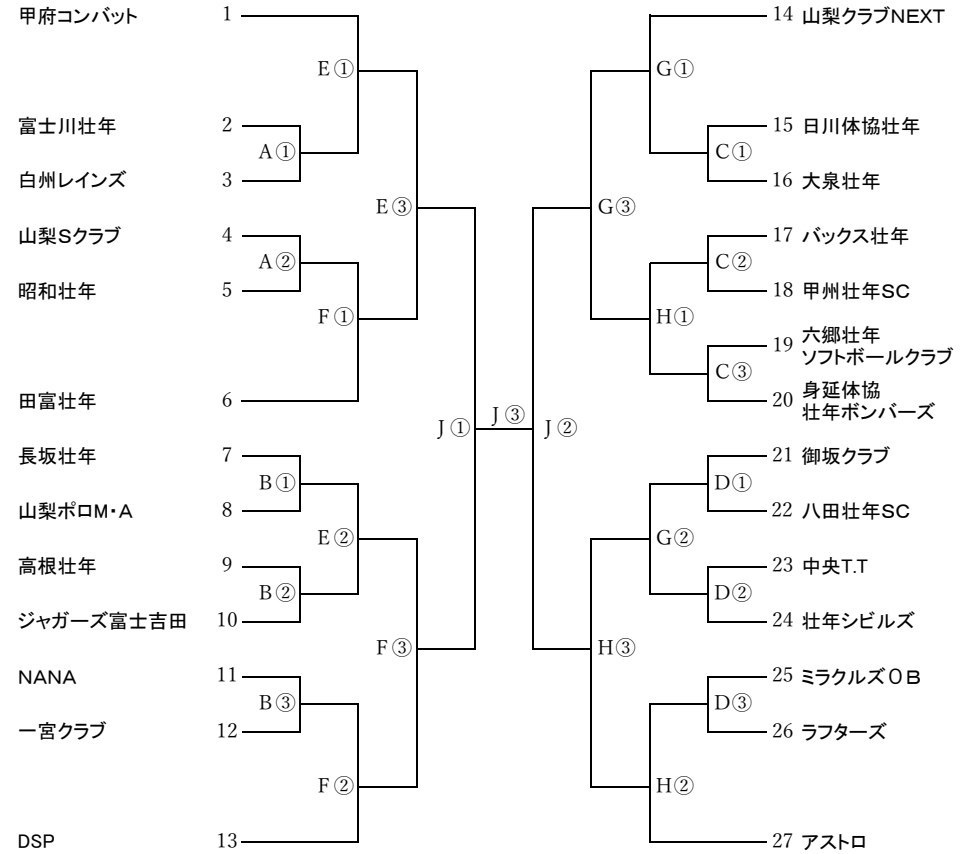 甲府コンバット 1
14 山梨クラブNEXT
E① 
G①
富士川壮年 2
15 日川体協壮年
A①
C①
白州レインズ 3
16 大泉壮年
E③
G③
山梨Sクラブ 4
17 バックス壮年
A②
C②
昭和壮年 5
18 甲州壮年SC
F①
H①
19 六郷壮年
ソフトボールクラブ
C③
田富壮年 6
20 身延体協
壮年ボンバーズ
J①
J③
J②
長坂壮年 7
21 御坂クラブ
B①
D①
山梨ポロM・A 8
22 八田壮年SC
E②
G②
高根壮年 9
23 中央T.T
B②
D②
ジャガーズ富士吉田 10
24 壮年シビルズ
F③
H③
NANA 11
25 ミラクルズOB
B③
D③
一宮クラブ 12
26 ラフターズ
F②
H②
DSP 13
27 アストロ